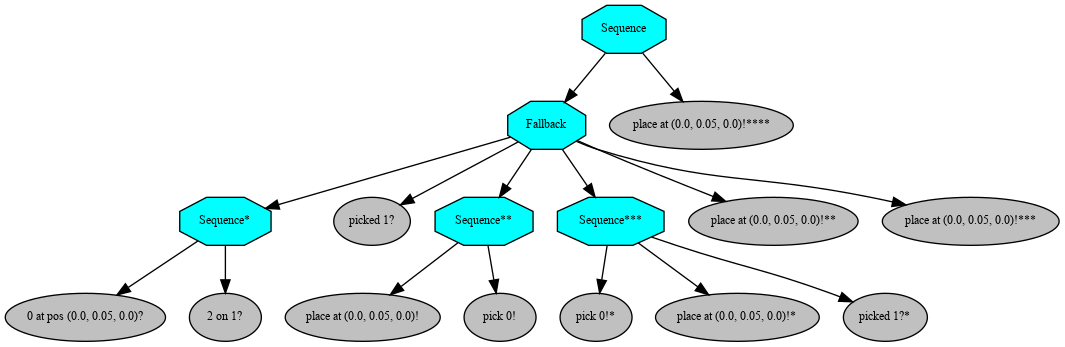 Sequence
Fallback
place at (0.0, 0.05, 0.0)!****
Sequence*
picked 1?
Sequence**
Sequence***
place at (0.0, 0.05, 0.0)!**
place at (0.0, 0.05, 0.0)!***
0 at pos (0.0, 0.05, 0.0)?
2 on 1?
place at (0.0, 0.05, 0.0)!
pick 0!
pick 0!*
place at (0.0, 0.05, 0.0)!*
picked 1?*